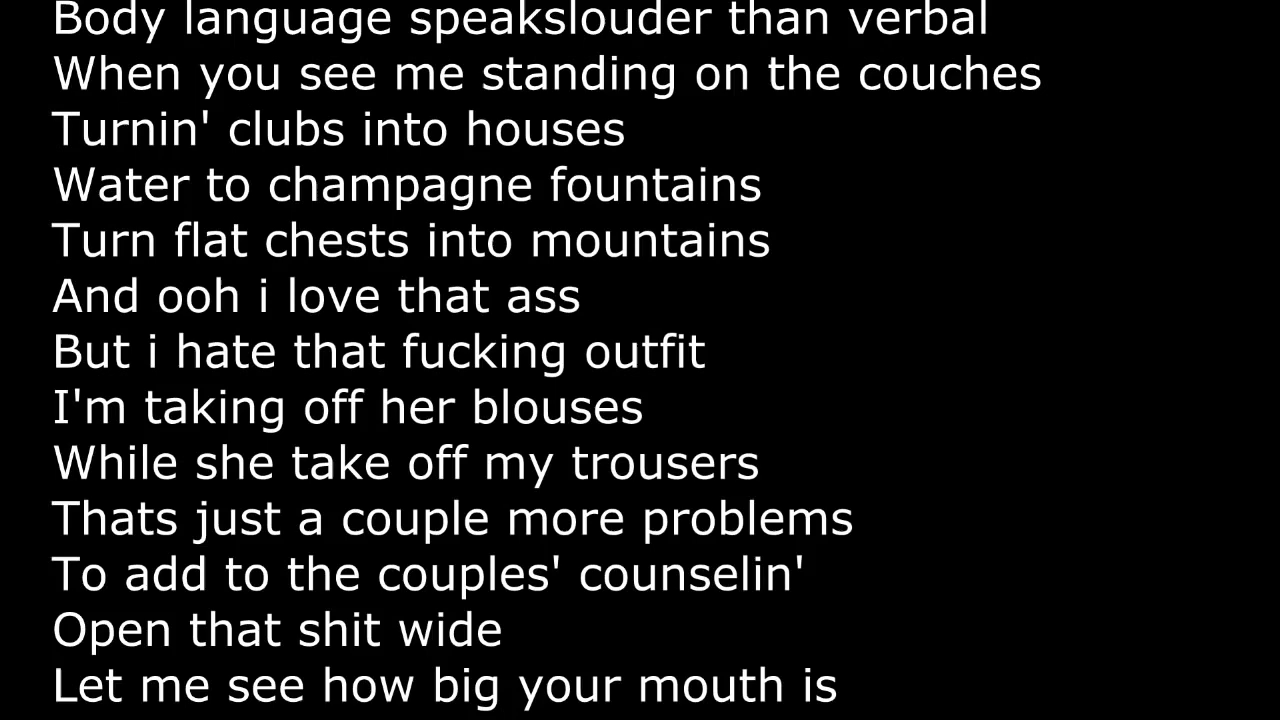 Body language speakslouder than verbal
When you see me standing on the couches
Turnin' clubs into houses
Water to champagne fountains
Turn flat chests into mountains
And ooh i love that ass
But i hate that fucking outfit
I'm taking off her blouses
While she take off my trousers
Thats just a couple more problems
To add to the couples' counselin'
Open that shit wide
Let me see how big your mouth is